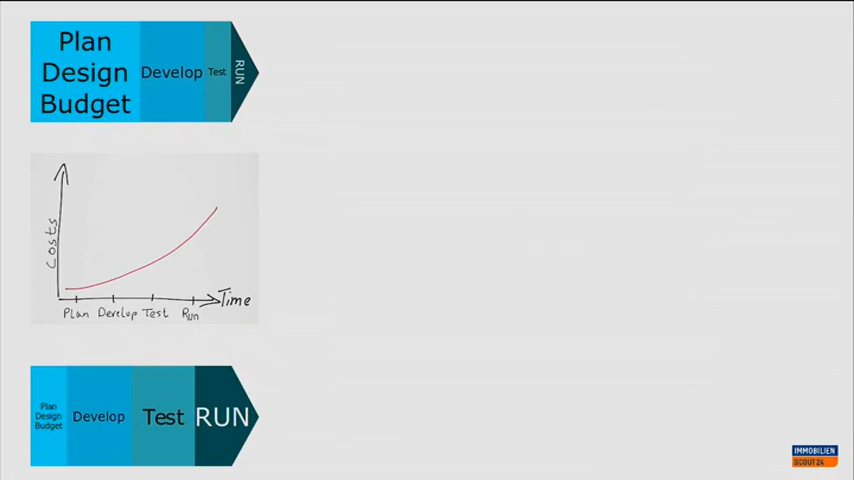 Plan
Design
Budget
Develop
Test
RUN
Costs
Time
Plan Develop Test Run
Plan
Design
Budget
Develop
Test
RUN
IMMOBILIEN
SCOUT24